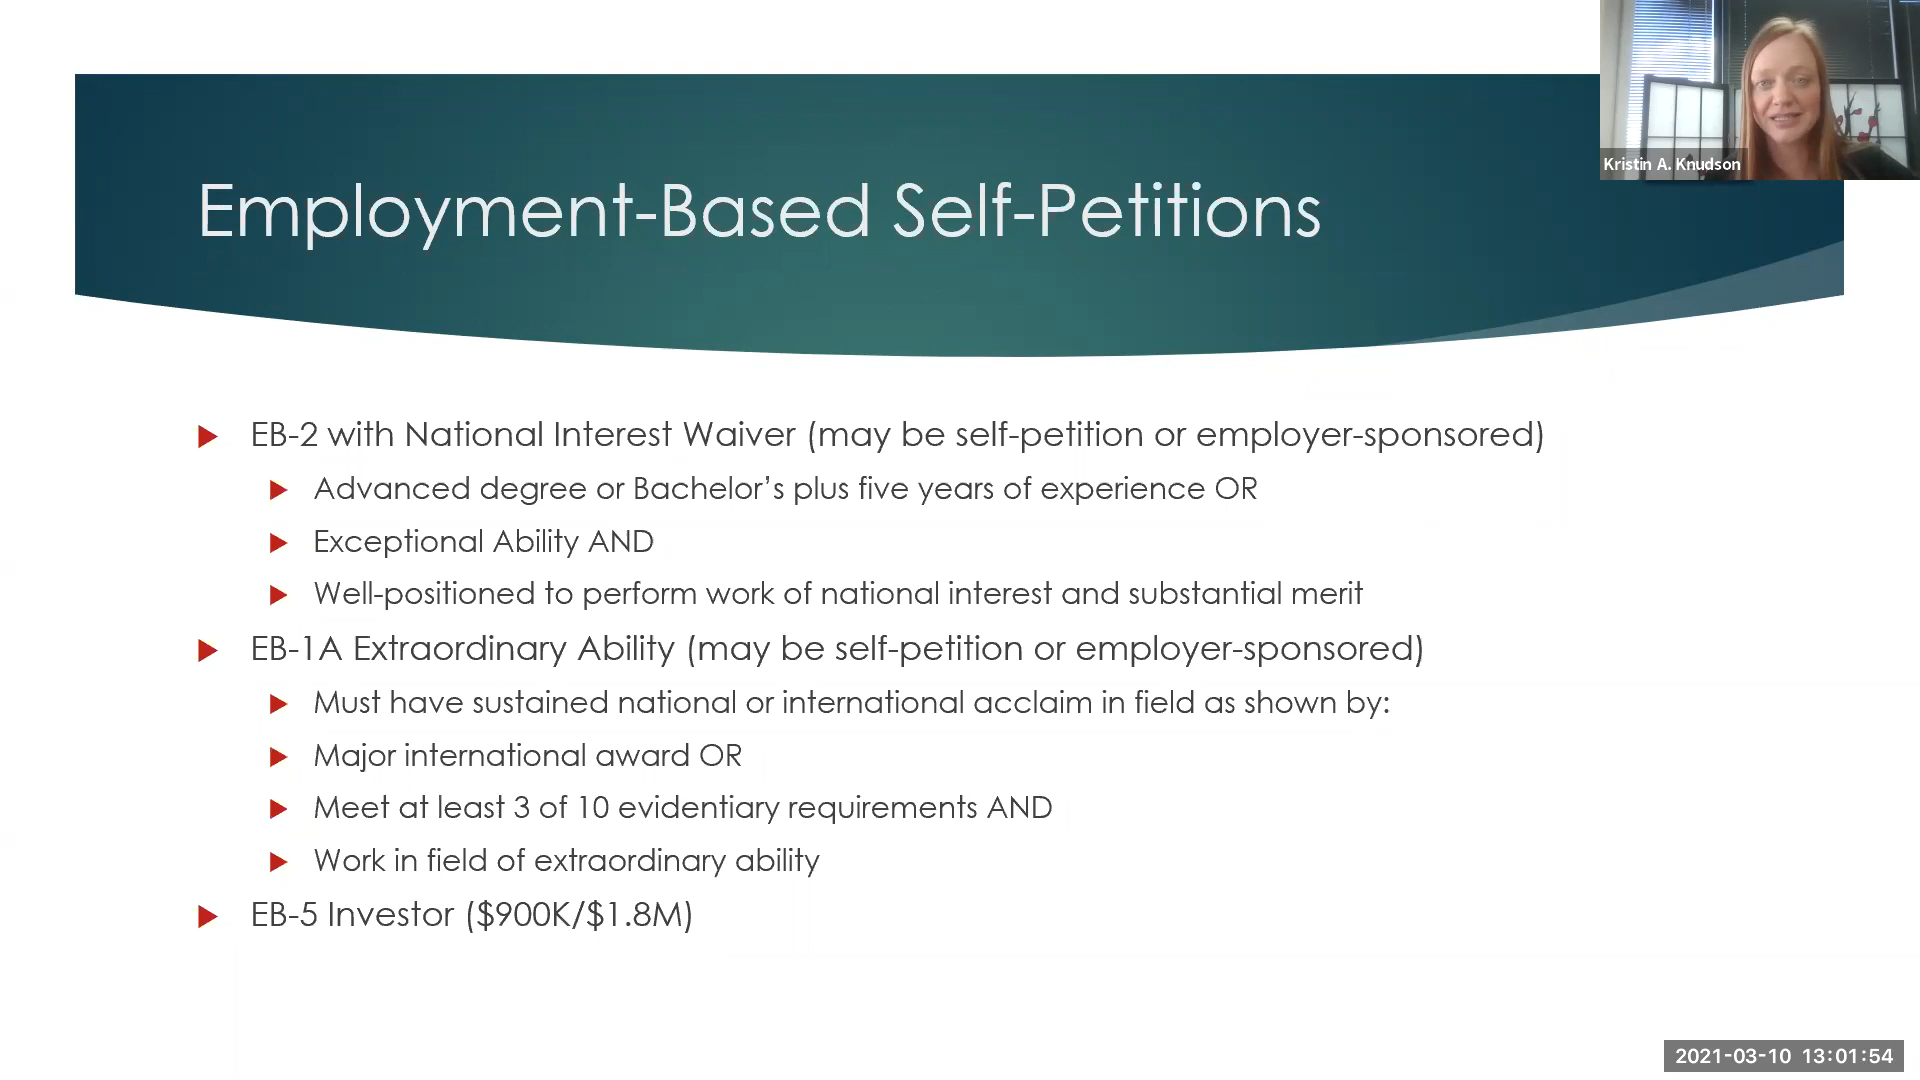 Kristin A. Knudson
Employment-Based Self-Petitions
EB-2 with National Interest Waiver (may be self-petition or employer-sponsored)
Advanced degree or Bachelor’s plus five years of experience OR
Exceptional Ability AND
Well-positioned to perform work of national interest and substantial merit
EB-1A Extraordinary Ability (may be self-petition or employer-sponsored)
Must have sustained national or international acclaim in field as shown by:
Major international award OR
Meet at least 3 of 10 evidentiary requirements AND
Work in field of extraordinary ability
EB-5 Investor ($900K/$1.8M)
2021-03-10 13:01:54